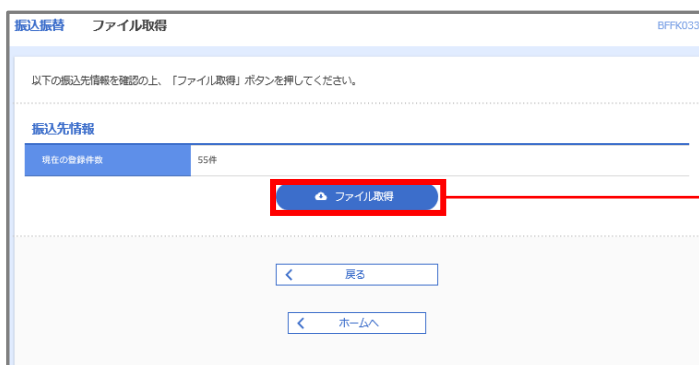 振込振替 ファイル取得 BFFK033
以下の振込先情報を確認の上、「ファイル取得」ボタンを押してください。
振込先情報
現在の登録件数 55件
ファイル取得
戻る
ホームへ